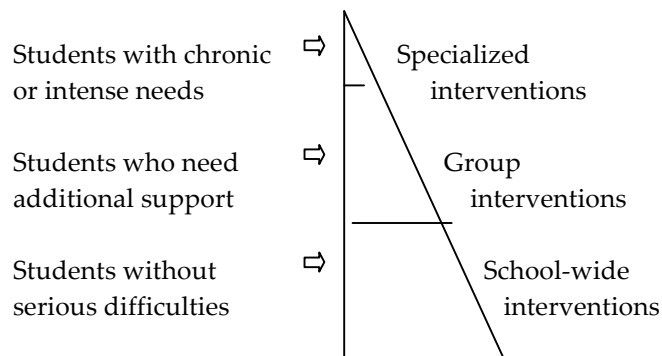 Students with chronic
or intense needs
Specialized
interventions
Students who need
additional support
Group
interventions
Students without
serious difficulties
School-wide
interventions